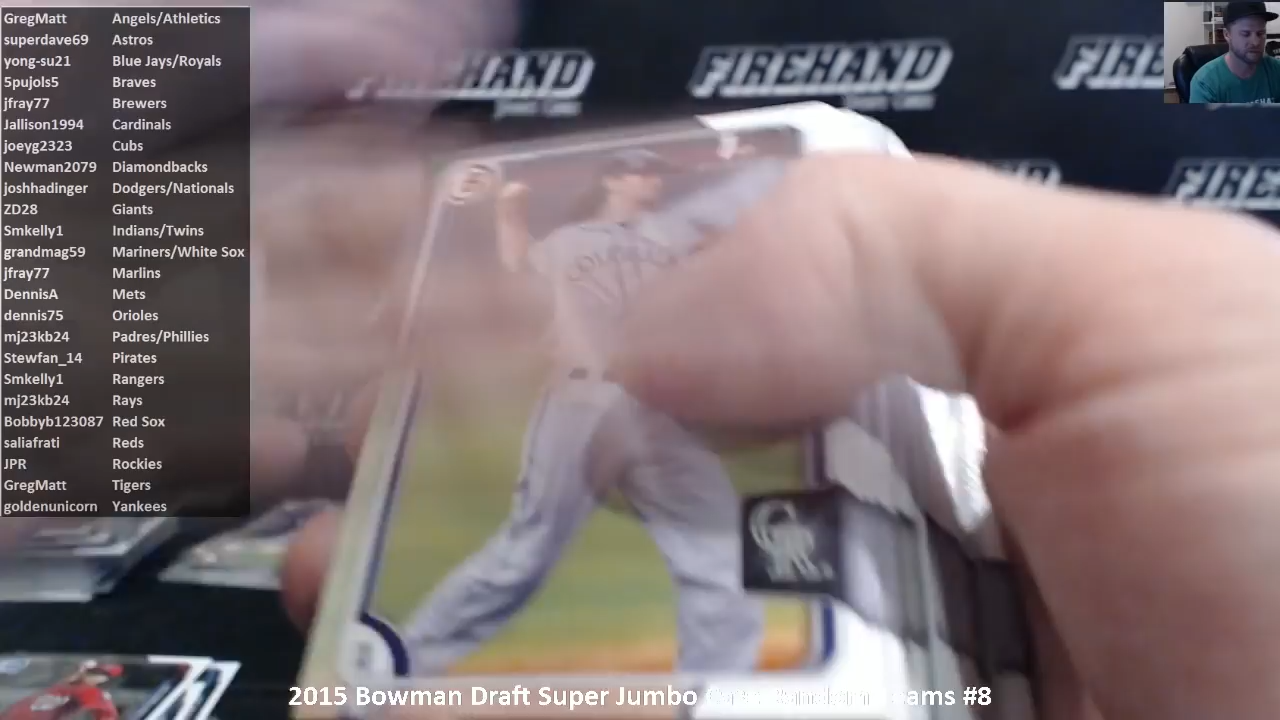 GregMatt Angels/Athletics
superdave69 Astros
yong-su21 Blue Jays/Royals
5pujols5 Braves
jfray77 Brewers
Jallison1994 Cardinals
joeyg2323 Cubs
Newman2079 Diamondbacks
joshhadinger Dodgers/Nationals
ZD28 Giants
Smkelly1 Indians/Twins
grandmag59 Mariners/White Sox
jfray77 Marlins
DennisA Mets
dennis75 Orioles
mj23kb24 Padres/Phillies
Stewfan_14 Pirates
Smkelly1 Rangers
mj23kb24 Rays
Bobbyb123087 Red Sox
saliafrati Reds
JPR Rockies
GregMatt Tigers
goldenunicorn Yankees
FIREHAND FIREHAND
2015 Bowman Draft Super Jumbo #8